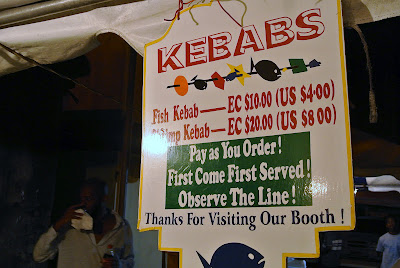 KEBABS
Fish Kebab — EC $10.00 (US $4.00)
Shrimp Kebab — EC $20.00 (US $8.00)
Pay as You Order !
First Come First Served !
Observe The Line !
Thanks For Visiting Our Booth !